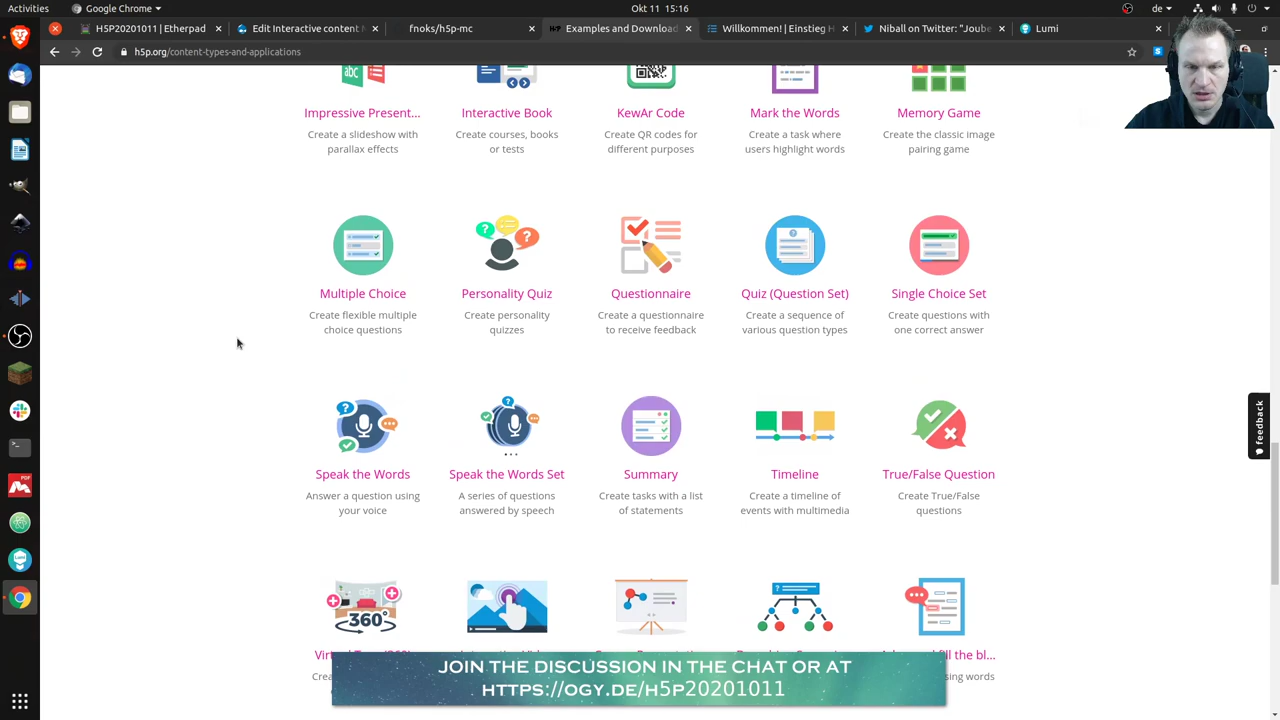 Activities
Google Chrome
Okt 11 15:16
H5P20201011 | Etherpad
Edit Interactive content
fnoks/h5p-mc
Examples and Download
Willkommen! | Einstieg H
Niball on Twitter: "Joube
Lumi
h5p.org/content-types-and-applications
abc
Impressive Present...
Create a slideshow with
parallax effects
Interactive Book
Create courses, books
or tests
KewAr Code
Create QR codes for
different purposes
Mark the Words
Create a task where
users highlight words
Memory Game
Create the classic image
pairing game
Multiple Choice
Create flexible multiple
choice questions
Personality Quiz
Create personality
quizzes
Questionnaire
Create a questionnaire
to receive feedback
Quiz (Question Set)
Create a sequence of
various question types
Single Choice Set
Create questions with
one correct answer
Speak the Words
Answer a question using
your voice
Speak the Words Set
A series of questions
answered by speech
Summary
Create tasks with a list
of statements
Timeline
Create a timeline of
events with multimedia
True/False Question
Create True/False
questions
360°
fill the bl...
words
JOIN THE DISCUSSION IN THE CHAT OR AT
HTTPS://OGY.DE/H5P20201011
feedback